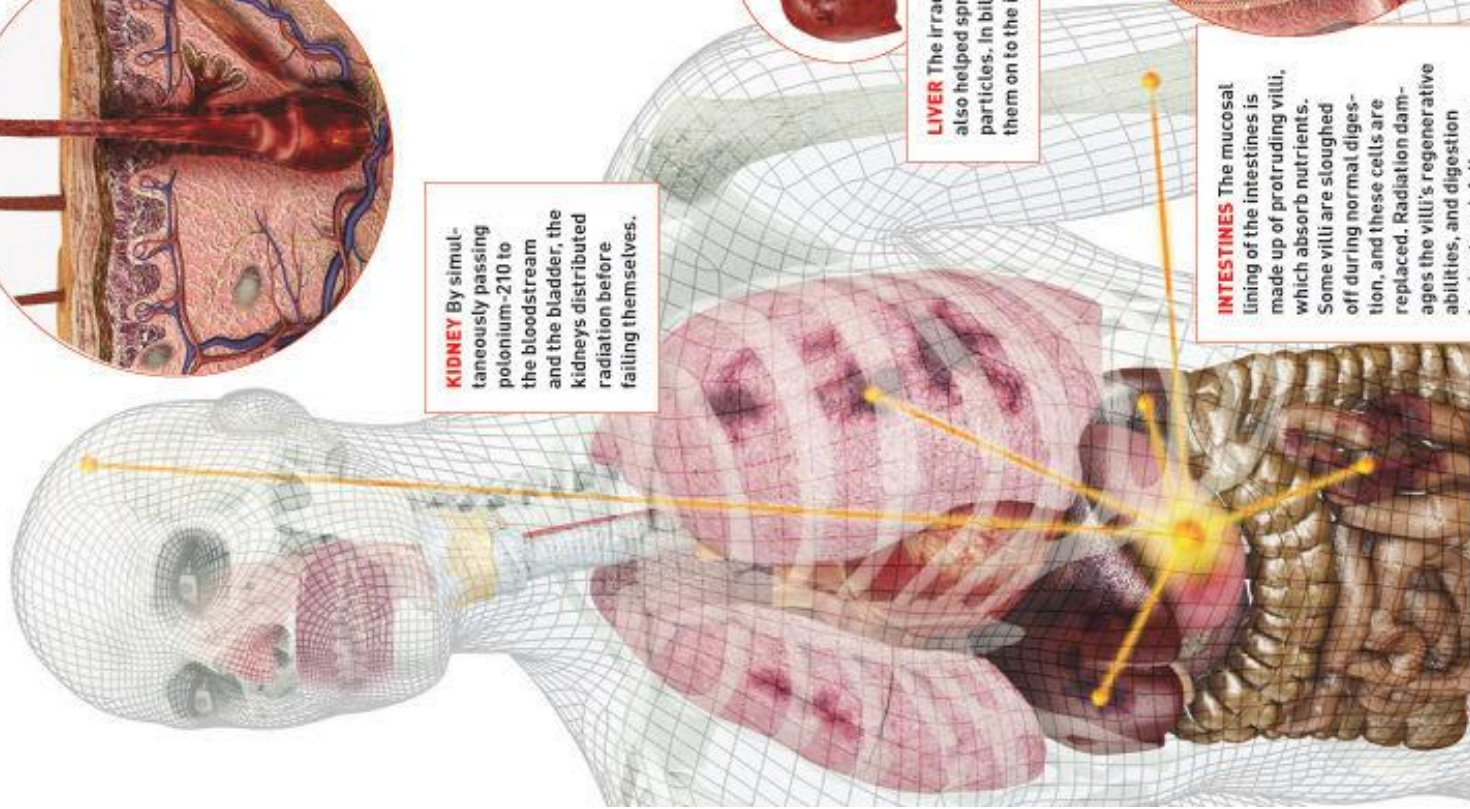 KIDNEY By simul-
taneously passing
polonium-210 to
the bloodstream
and the bladder, the
kidneys distributed
radiation before
failing themselves.
LIVER The irrad
also helped spr
particles. In bil
them on to the i
INTESTINES The mucosal
lining of the intestines is
made up of protruding villi,
which absorb nutrients.
Some villi are sloughed
off during normal diges-
tion, and these cells are
replaced. Radiation dam-
ages the villi's regenerative
abilities, and digestion